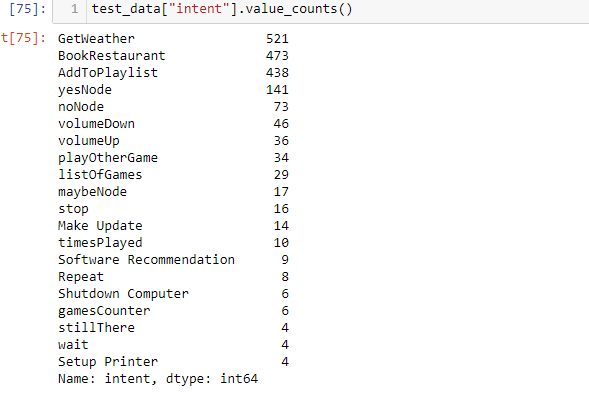 [75]: 1 test_data["intent"].value_counts()
t[75]: GetWeather 521
BookRestaurant 473
AddToPlaylist 438
yesNode 141
noNode 73
volumeDown 46
volumeUp 36
playOtherGame 34
listOfGames 29
maybeNode 17
stop 16
Make Update 14
timesPlayed 10
Software Recommendation 9
Repeat 8
Shutdown Computer 6
gamesCounter 6
stillThere 4
wait 4
Setup Printer 4
Name: intent, dtype: int64